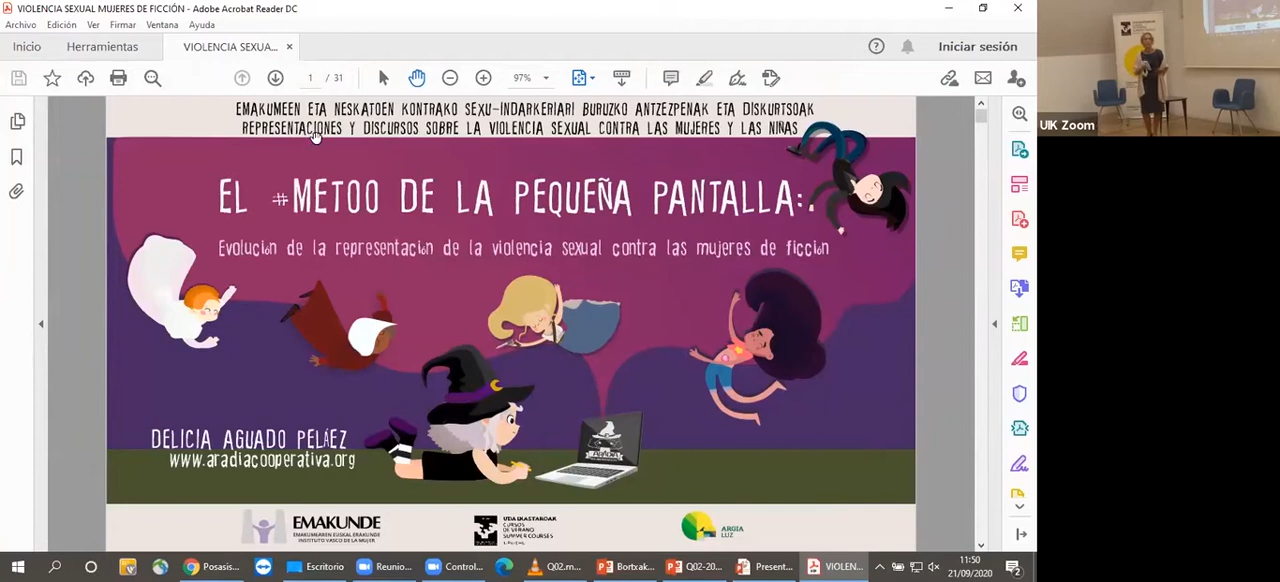 VIOLENCIA SEXUAL MUJERES DE FICCIÓN - Adobe Acrobat Reader DC
Archivo Edición Ver Firmar Ventana Ayuda
Inicio Herramientas VIOLENCIA SEXUA... Iniciar sesión
1 / 31 97%
EMAKUMEEN ETA NESKATOEN KONTRAKO SEXU-INDARKERIARI BURUZKO ANTZEZPENAK ETA DISKURTSOAK
REPRESENTACIONES Y DISCURSOS SOBRE LA VIOLENCIA SEXUAL CONTRA LAS MUJERES Y LAS NIÑAS
EL #METOO DE LA PEQUEÑA PANTALLA:
Evolución de la representación de la violencia sexual contra las mujeres de ficción
DELICIA AGUADO PELÁEZ
www.aradiacooperativa.org
EMAKUNDE
EMAKUMEAREN EUSKAL ERAKUNDEA
INSTITUTO VASCO DE LA MUJER
UDA IKASTAROAK
CURSOS
DE VERANO
SUMMER COURSES
ARGIA
LUZ
UIK Zoom
Posasis... Escritorio Reunio... Control... Q02.m... Bortxak... Q02-20... Present... VIOLEN...
11:50
21/09/2020
2